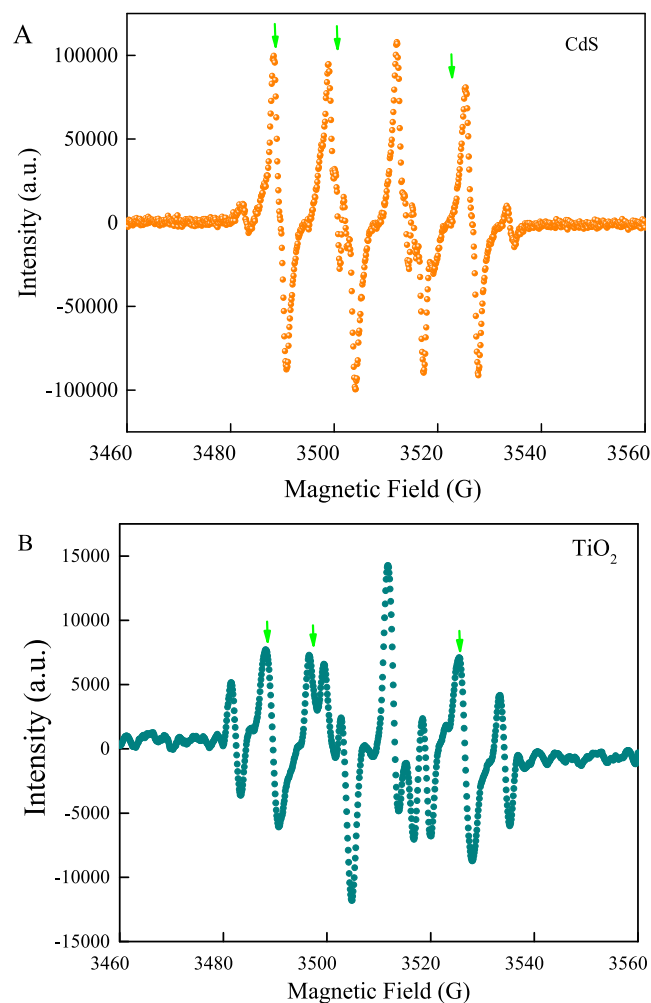 A
CdS
100000
50000
0
-50000
-100000
Intensity (a.u.)
3460 3480 3500 3520 3540 3560
Magnetic Field (G)
B
TiO₂
15000
10000
5000
0
-5000
-10000
-15000
Intensity (a.u.)
3460 3480 3500 3520 3540 3560
Magnetic Field (G)